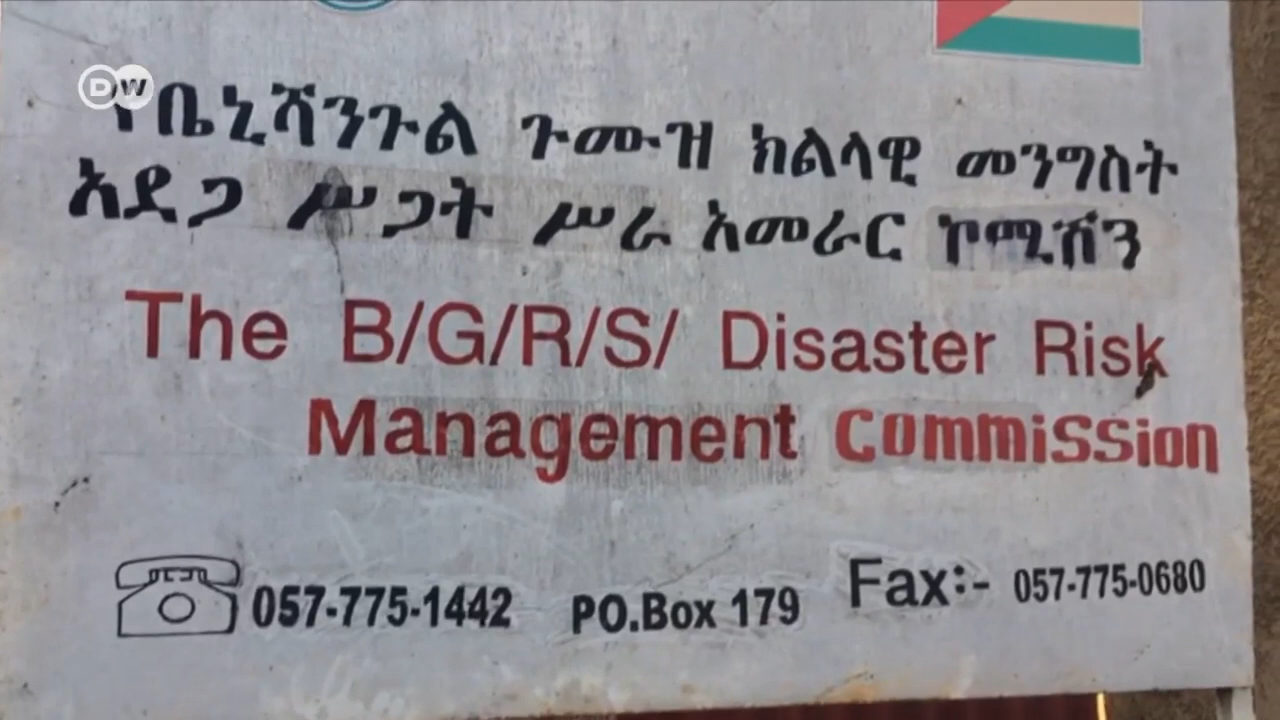 DW
የቤኒሻንጉል ጉሙዝ ክልላዊ መንግስት
አደጋ ሥጋት ሥራ አመራር ኮሚሽን
The B/G/R/S/ Disaster Risk
Management Commission
057-775-1442 PO.Box 179 Fax:- 057-775-0680